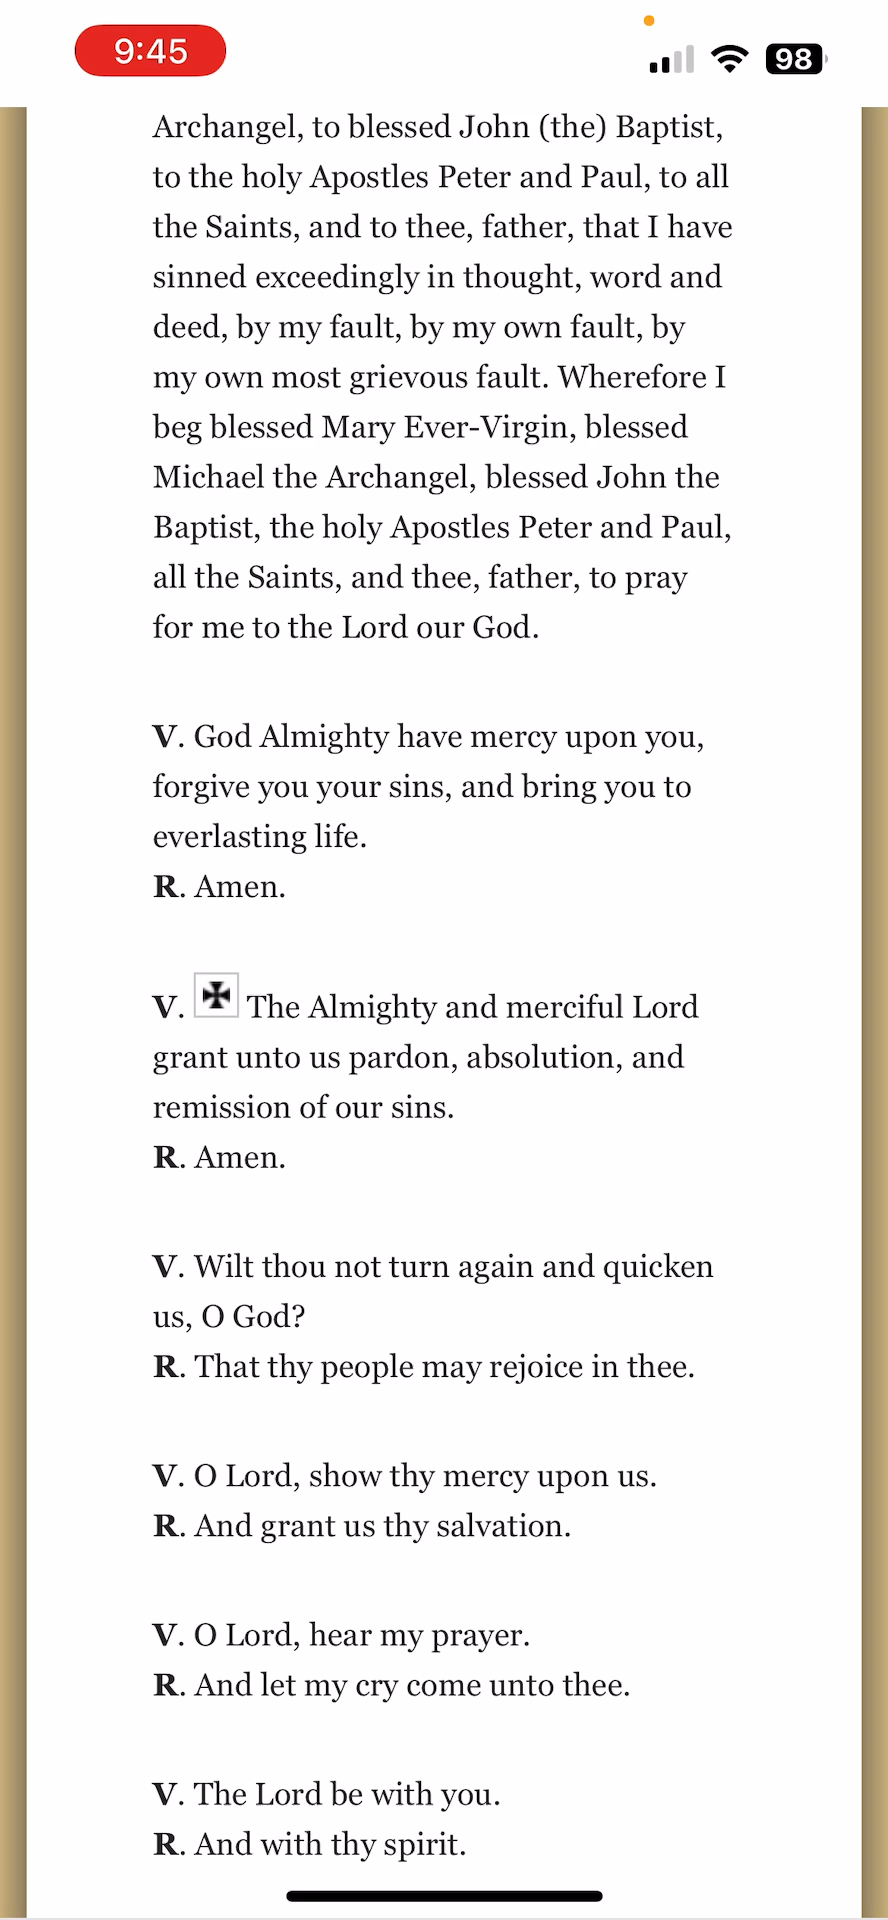 9:45
98
Archangel, to blessed John (the) Baptist,
to the holy Apostles Peter and Paul, to all
the Saints, and to thee, father, that I have
sinned exceedingly in thought, word and
deed, by my fault, by my own fault, by
my own most grievous fault. Wherefore I
beg blessed Mary Ever-Virgin, blessed
Michael the Archangel, blessed John the
Baptist, the holy Apostles Peter and Paul,
all the Saints, and thee, father, to pray
for me to the Lord our God.
V. God Almighty have mercy upon you,
forgive you your sins, and bring you to
everlasting life.
R. Amen.
V. ✠ The Almighty and merciful Lord
grant unto us pardon, absolution, and
remission of our sins.
R. Amen.
V. Wilt thou not turn again and quicken
us, O God?
R. That thy people may rejoice in thee.
V. O Lord, show thy mercy upon us.
R. And grant us thy salvation.
V. O Lord, hear my prayer.
R. And let my cry come unto thee.
V. The Lord be with you.
R. And with thy spirit.